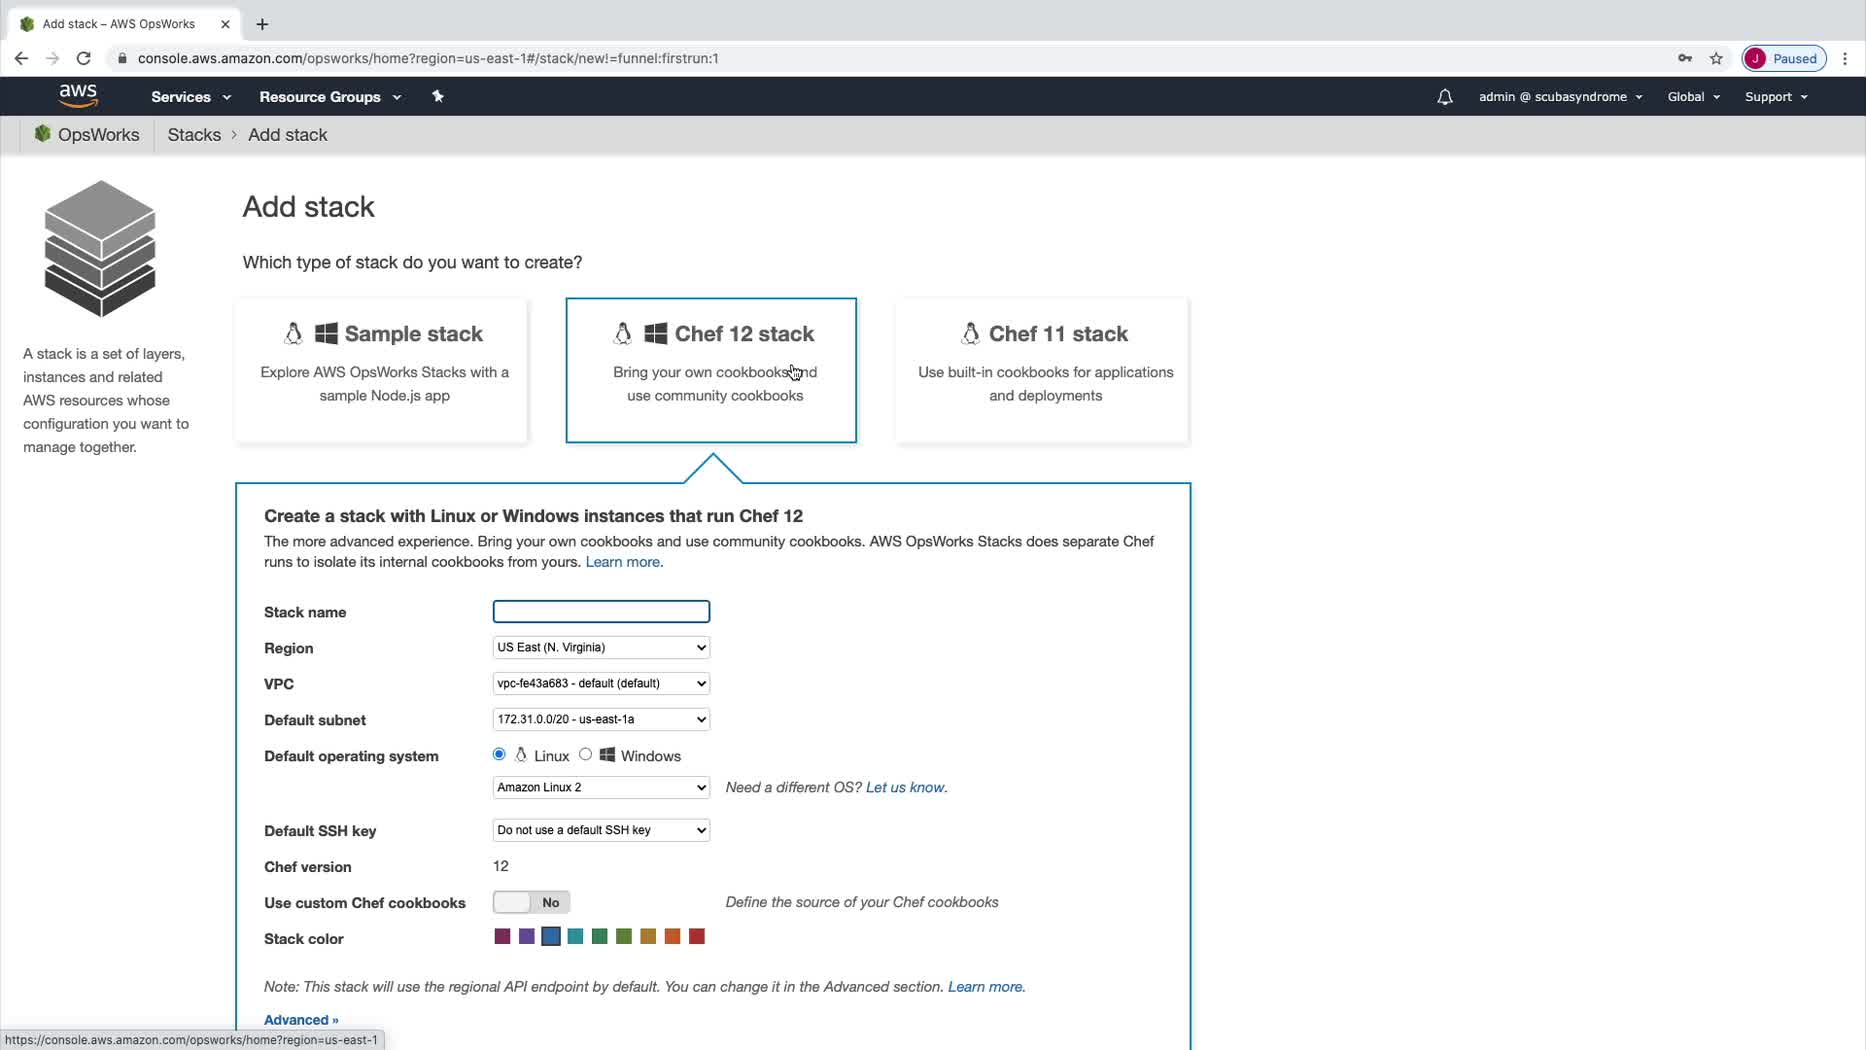 Add stack – AWS OpsWorks
console.aws.amazon.com/opsworks/home?region=us-east-1#/stack/new!=funnel:firstrun:1
J Paused
aws Services Resource Groups admin @ scubasyndrome Global Support
OpsWorks Stacks > Add stack
A stack is a set of layers,
instances and related
AWS resources whose
configuration you want to
manage together.
Add stack
Which type of stack do you want to create?
Sample stack
Explore AWS OpsWorks Stacks with a
sample Node.js app
Chef 12 stack
Bring your own cookbooks and
use community cookbooks
Chef 11 stack
Use built-in cookbooks for applications
and deployments
Create a stack with Linux or Windows instances that run Chef 12
The more advanced experience. Bring your own cookbooks and use community cookbooks. AWS OpsWorks Stacks does separate Chef
runs to isolate its internal cookbooks from yours. Learn more.
Stack name
Region US East (N. Virginia)
VPC vpc-fe43a683 - default (default)
Default subnet 172.31.0.0/20 - us-east-1a
Default operating system Linux Windows
Amazon Linux 2 Need a different OS? Let us know.
Default SSH key Do not use a default SSH key
Chef version 12
Use custom Chef cookbooks No Define the source of your Chef cookbooks
Stack color
Note: This stack will use the regional API endpoint by default. You can change it in the Advanced section. Learn more.
Advanced »
https://console.aws.amazon.com/opsworks/home?region=us-east-1